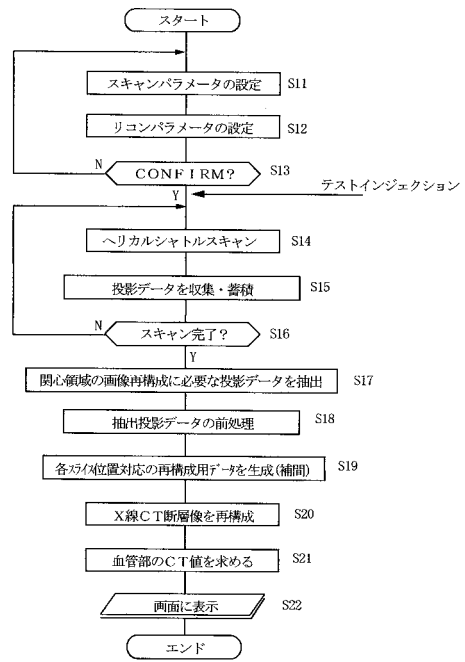 スタート
スキャンパラメータの設定 S11
リコンパラメータの設定 S12
N CONFIRM? S13
Y テストインジェクション
ヘリカルシャトルスキャン S14
投影データを収集・蓄積 S15
N スキャン完了? S16
Y
関心領域の画像再構成に必要な投影データを抽出 S17
抽出投影データの前処理 S18
各スライス位置対応の再構成用データを生成(補間) S19
X線CT断層像を再構成 S20
血管部のCT値を求める S21
画面に表示 S22
エンド